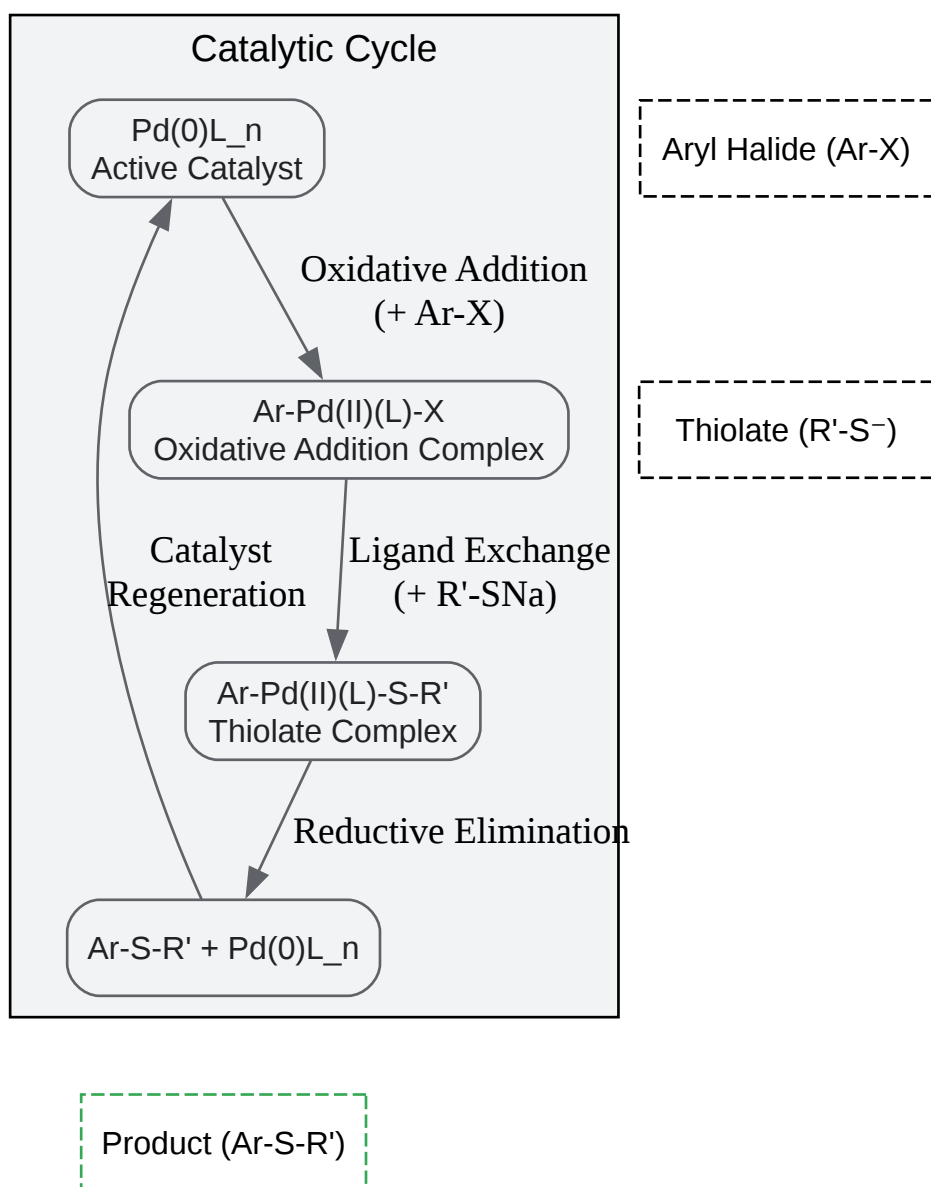 Catalytic Cycle
Pd(0)L_n
Active Catalyst
Aryl Halide (Ar-X)
Oxidative Addition
(+ Ar-X)
Ar-Pd(II)(L)-X
Oxidative Addition Complex
Thiolate (R'-S⁻)
Catalyst
Regeneration
Ligand Exchange
(+ R'-SNa)
Ar-Pd(II)(L)-S-R'
Thiolate Complex
Reductive Elimination
Ar-S-R' + Pd(0)L_n
Product (Ar-S-R')